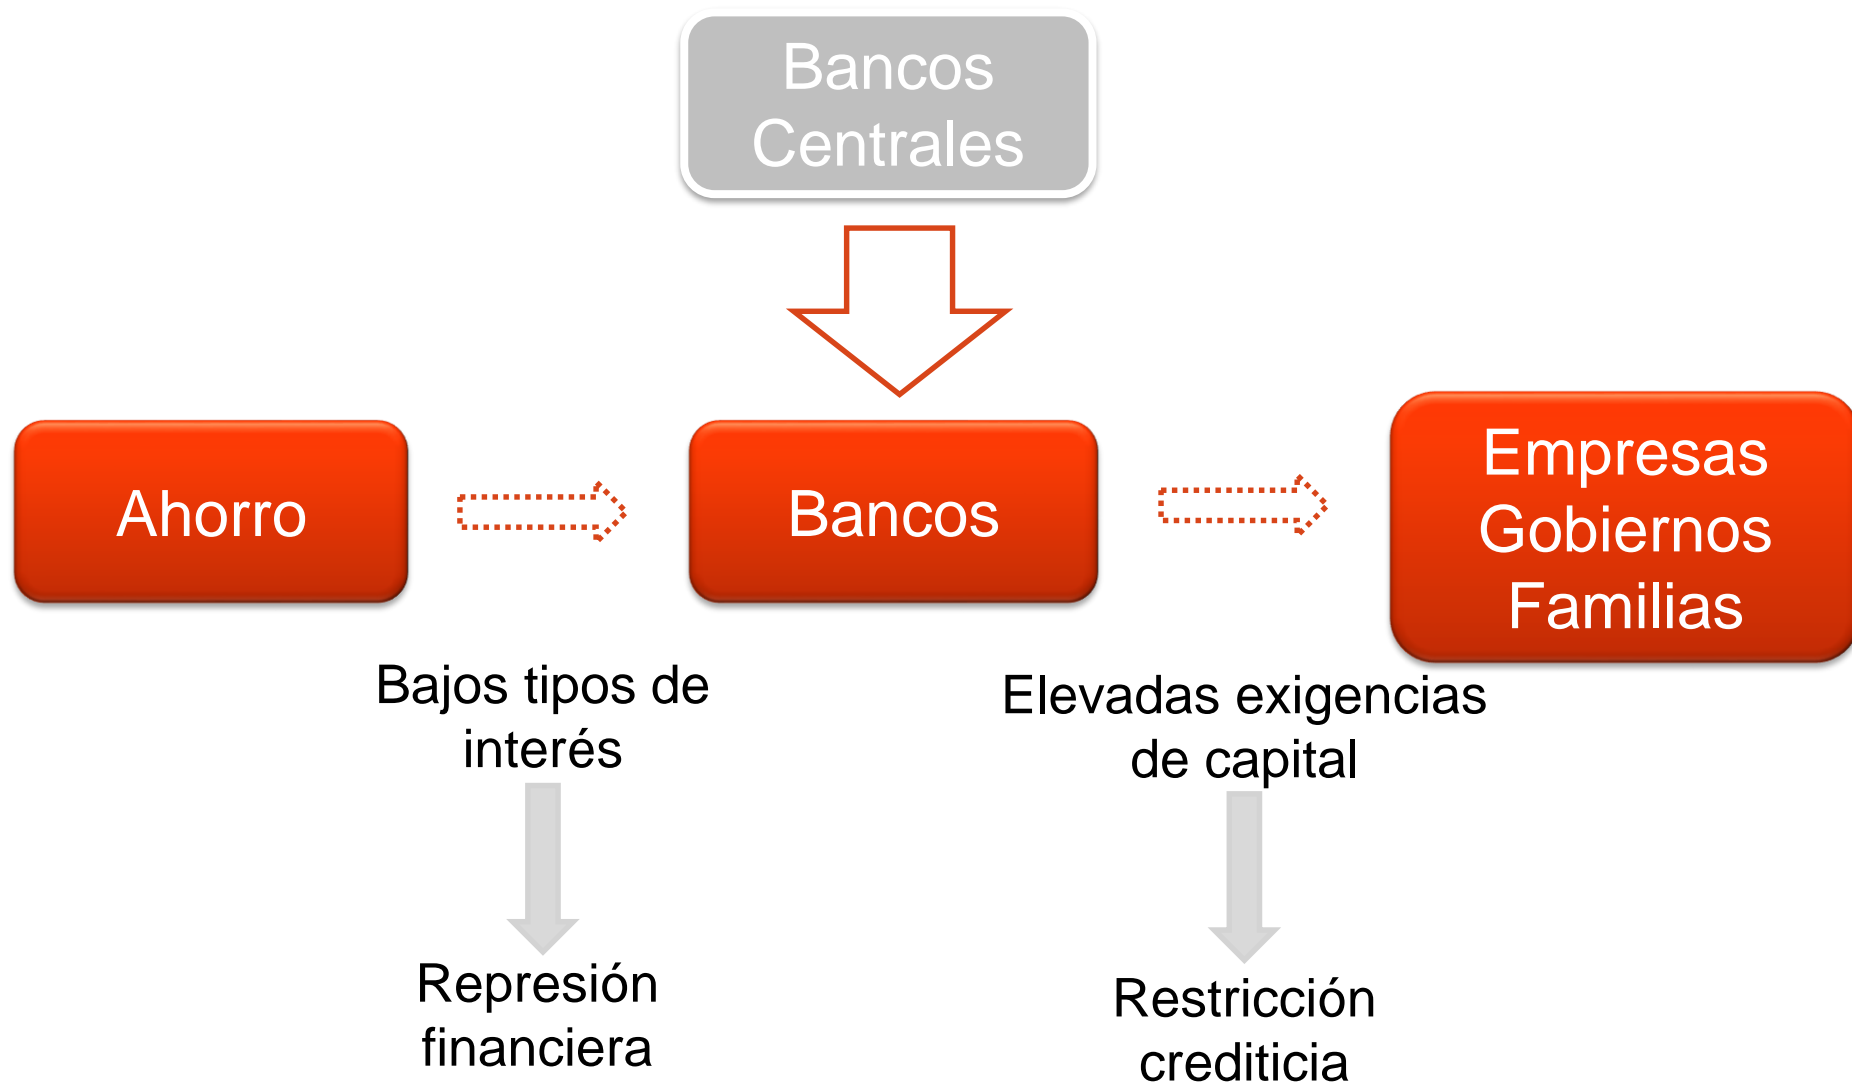 Bancos
Centrales
Ahorro
Bancos
Empresas
Gobiernos
Familias
Bajos tipos de
interés
Elevadas exigencias
de capital
Represión
financiera
Restricción
crediticia